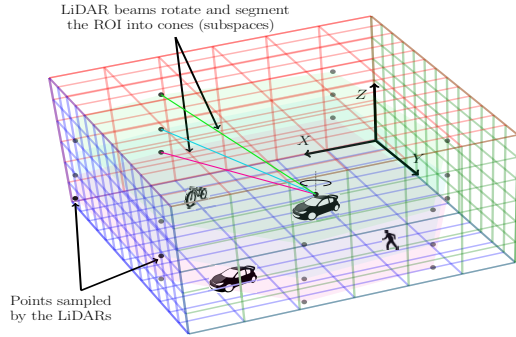 LiDAR beams rotate and segment
the ROI into cones (subspaces)
Z
X
Y
Points sampled
by the LiDARs